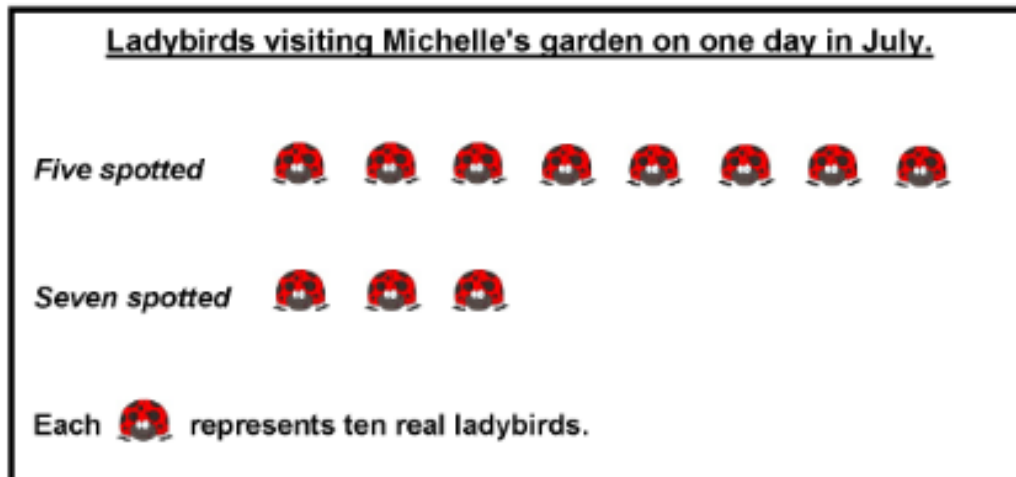 Ladybirds visiting Michelle's garden on one day in July.
Five spotted
Seven spotted
Each represents ten real ladybirds.